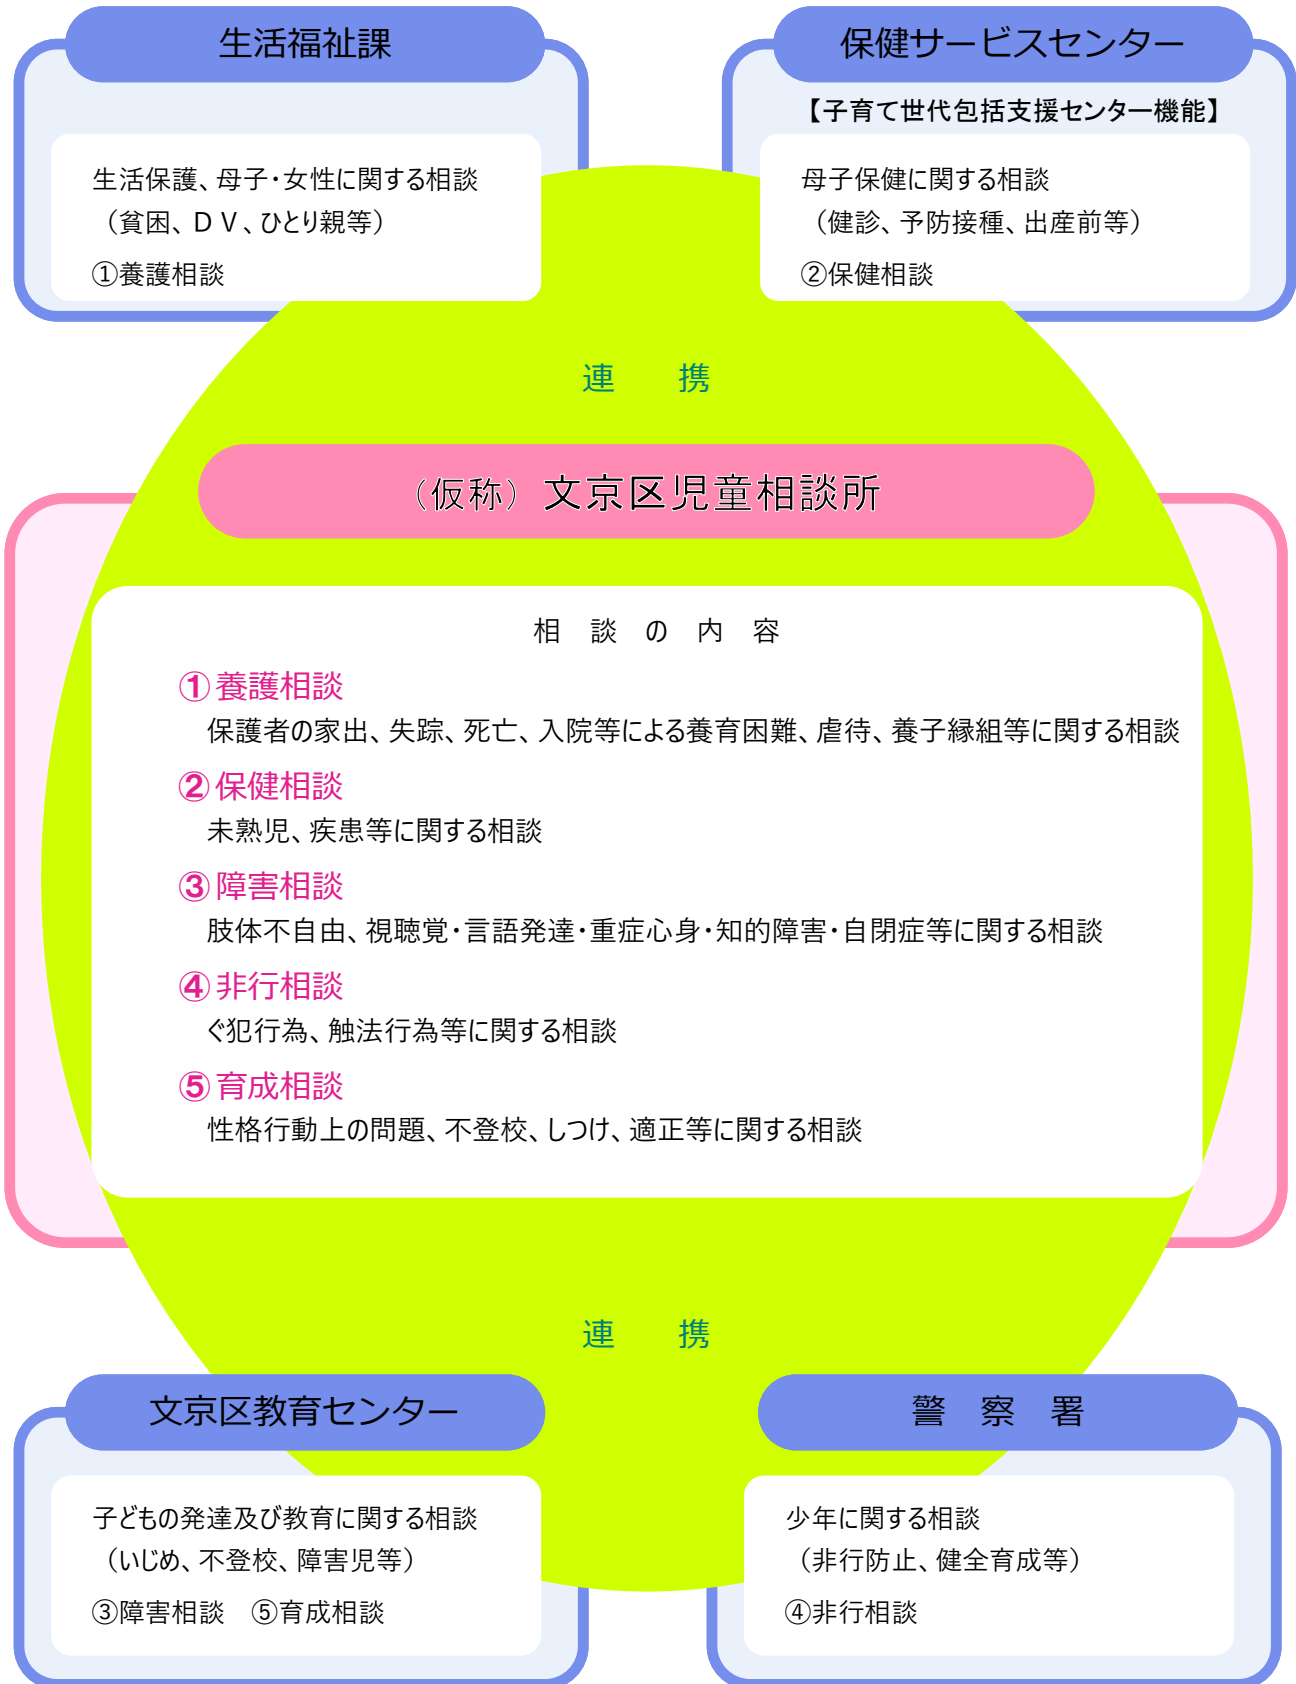 生活福祉課
生活保護、母子・女性に関する相談
（貧困、ＤＶ、ひとり親等）
①養護相談
保健サービスセンター
【子育て世代包括支援センター機能】
母子保健に関する相談
（健診、予防接種、出産前等）
②保健相談
連　携
（仮称）文京区児童相談所
相談の内容
①養護相談
保護者の家出、失踪、死亡、入院等による養育困難、虐待、養子縁組等に関する相談
②保健相談
未熟児、疾患等に関する相談
③障害相談
肢体不自由、視聴覚・言語発達・重症心身・知的障害・自閉症等に関する相談
④非行相談
ぐ犯行為、触法行為等に関する相談
⑤育成相談
性格行動上の問題、不登校、しつけ、適正等に関する相談
連　携
文京区教育センター
子どもの発達及び教育に関する相談
（いじめ、不登校、障害児等）
③障害相談　⑤育成相談
警察署
少年に関する相談
（非行防止、健全育成等）
④非行相談